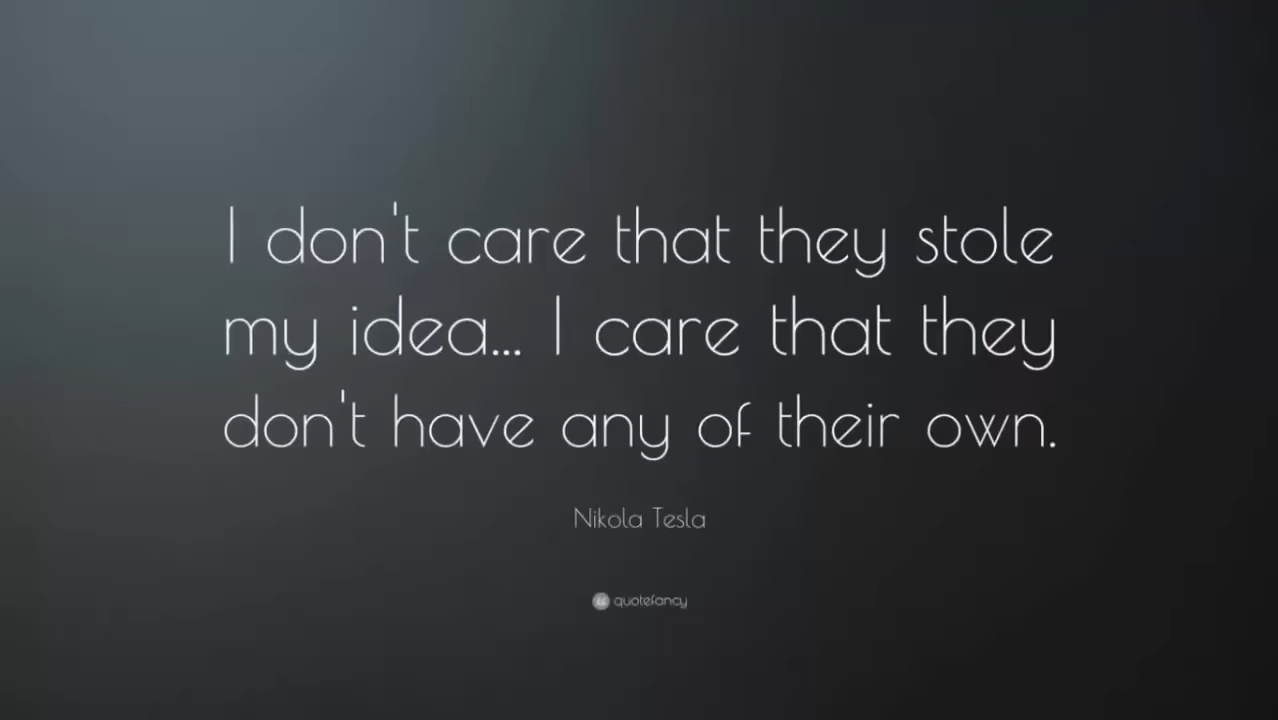 I don't care that they stole
my idea... I care that they
don't have any of their own.
Nikola Tesla
quotefancy